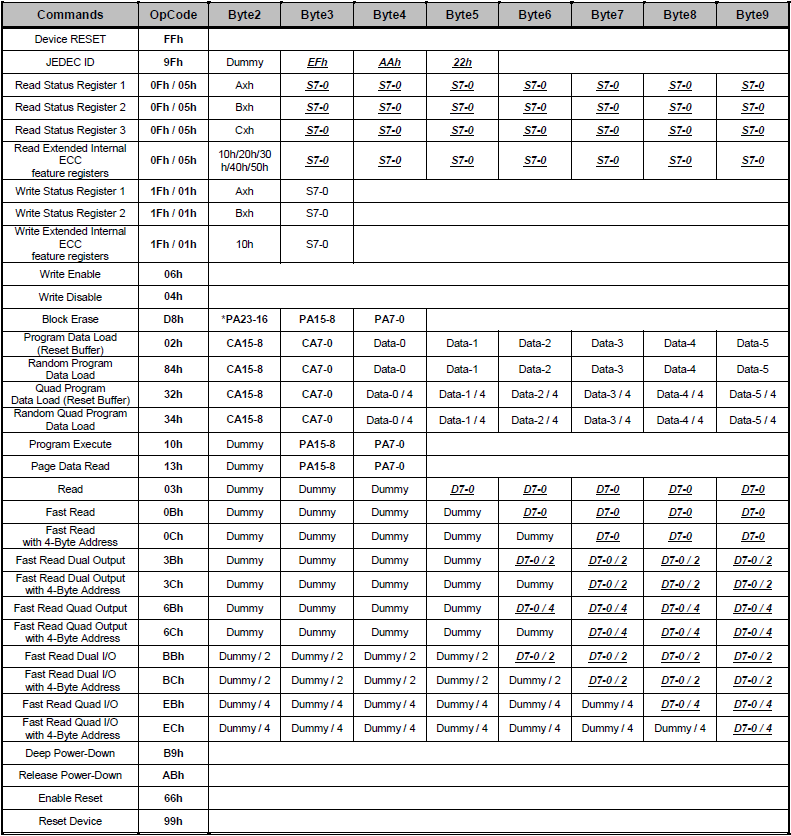 Commands OpCode Byte2 Byte3 Byte4 Byte5 Byte6 Byte7 Byte8 Byte9
Device RESET FFh
JEDEC ID 9Fh Dummy EFh AAh 22h
Read Status Register 1 0Fh / 05h Axh S7-0 S7-0 S7-0 S7-0 S7-0 S7-0 S7-0
Read Status Register 2 0Fh / 05h Bxh S7-0 S7-0 S7-0 S7-0 S7-0 S7-0 S7-0
Read Status Register 3 0Fh / 05h Cxh S7-0 S7-0 S7-0 S7-0 S7-0 S7-0 S7-0
Read Extended Internal
ECC
feature registers
0Fh / 05h
10h/20h/30
h/40h/50h
S7-0 S7-0 S7-0 S7-0 S7-0 S7-0 S7-0
Write Status Register 1 1Fh / 01h Axh S7-0
Write Status Register 2 1Fh / 01h Bxh S7-0
Write Extended Internal
ECC
feature registers
1Fh / 01h 10h S7-0
Write Enable 06h
Write Disable 04h
Block Erase D8h *PA23-16 PA15-8 PA7-0
Program Data Load
(Reset Buffer)
02h CA15-8 CA7-0 Data-0 Data-1 Data-2 Data-3 Data-4 Data-5
Random Program
Data Load
84h CA15-8 CA7-0 Data-0 Data-1 Data-2 Data-3 Data-4 Data-5
Quad Program
Data Load (Reset Buffer)
32h CA15-8 CA7-0 Data-0 / 4 Data-1 / 4 Data-2 / 4 Data-3 / 4 Data-4 / 4 Data-5 / 4
Random Quad Program
Data Load
34h CA15-8 CA7-0 Data-0 / 4 Data-1 / 4 Data-2 / 4 Data-3 / 4 Data-4 / 4 Data-5 / 4
Program Execute 10h Dummy PA15-8 PA7-0
Page Data Read 13h Dummy PA15-8 PA7-0
Read 03h Dummy Dummy Dummy D7-0 D7-0 D7-0 D7-0 D7-0
Fast Read 0Bh Dummy Dummy Dummy Dummy D7-0 D7-0 D7-0 D7-0
Fast Read
with 4-Byte Address
0Ch Dummy Dummy Dummy Dummy Dummy D7-0 D7-0 D7-0
Fast Read Dual Output 3Bh Dummy Dummy Dummy Dummy D7-0 / 2 D7-0 / 2 D7-0 / 2 D7-0 / 2
Fast Read Dual Output
with 4-Byte Address
3Ch Dummy Dummy Dummy Dummy Dummy D7-0 / 2 D7-0 / 2 D7-0 / 2
Fast Read Quad Output 6Bh Dummy Dummy Dummy Dummy D7-0 / 4 D7-0 / 4 D7-0 / 4 D7-0 / 4
Fast Read Quad Output
with 4-Byte Address
6Ch Dummy Dummy Dummy Dummy Dummy D7-0 / 4 D7-0 / 4 D7-0 / 4
Fast Read Dual I/O BBh Dummy / 2 Dummy / 2 Dummy / 2 Dummy / 2 D7-0 / 2 D7-0 / 2 D7-0 / 2 D7-0 / 2
Fast Read Dual I/O
with 4-Byte Address
BCh Dummy / 2 Dummy / 2 Dummy / 2 Dummy / 2 Dummy / 2 D7-0 / 2 D7-0 / 2 D7-0 / 2
Fast Read Quad I/O EBh Dummy / 4 Dummy / 4 Dummy / 4 Dummy / 4 Dummy / 4 Dummy / 4 D7-0 / 4 D7-0 / 4
Fast Read Quad I/O
with 4-Byte Address
ECh Dummy / 4 Dummy / 4 Dummy / 4 Dummy / 4 Dummy / 4 Dummy / 4 Dummy / 4 D7-0 / 4
Deep Power-Down B9h
Release Power-Down ABh
Enable Reset 66h
Reset Device 99h